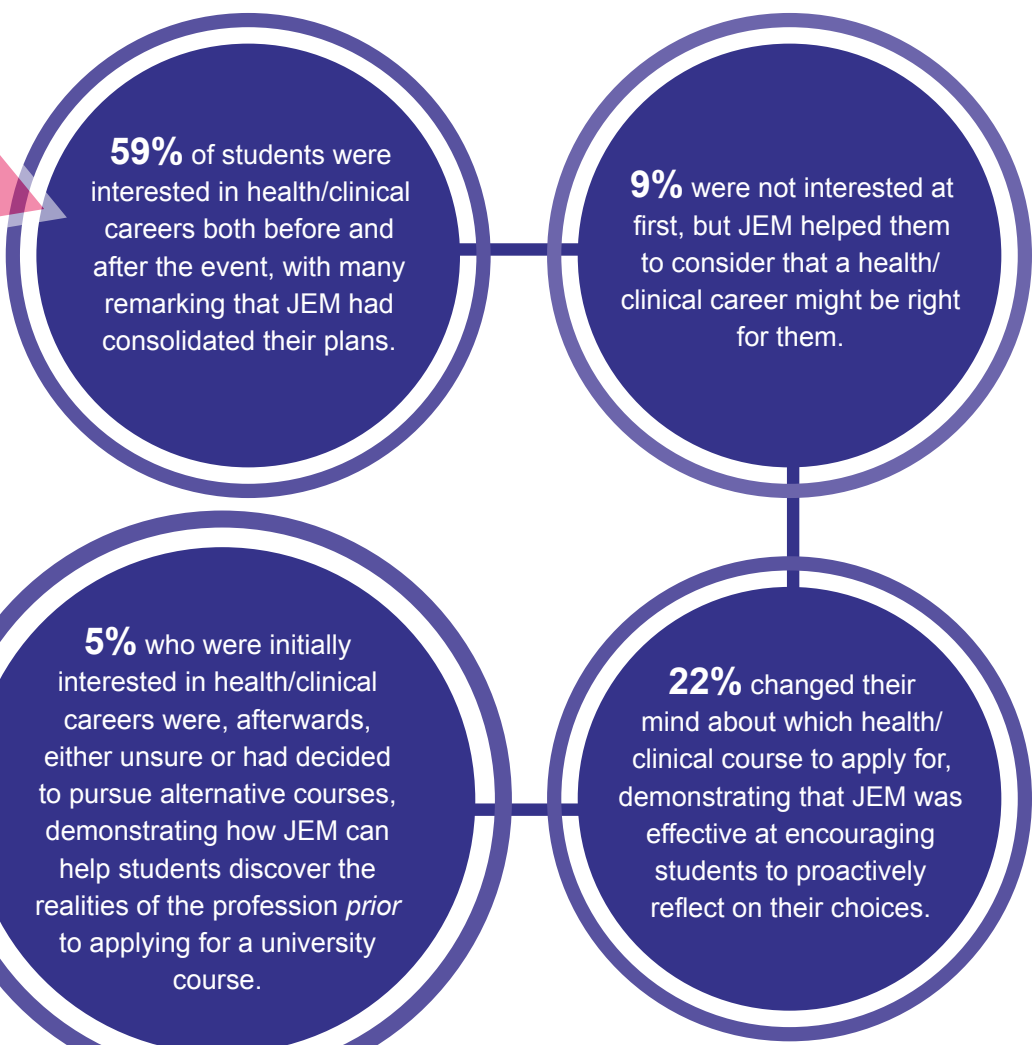 59% of students were
interested in health/clinical
careers both before and
after the event, with many
remarking that JEM had
consolidated their plans.
9% were not interested at
first, but JEM helped them
to consider that a health/
clinical career might be right
for them.
22% changed their
mind about which health/
clinical course to apply for,
demonstrating that JEM was
effective at encouraging
students to proactively
reflect on their choices.
5% who were initially
interested in health/clinical
careers were, afterwards,
either unsure or had decided
to pursue alternative courses,
demonstrating how JEM can
help students discover the
realities of the profession prior
to applying for a university
course.